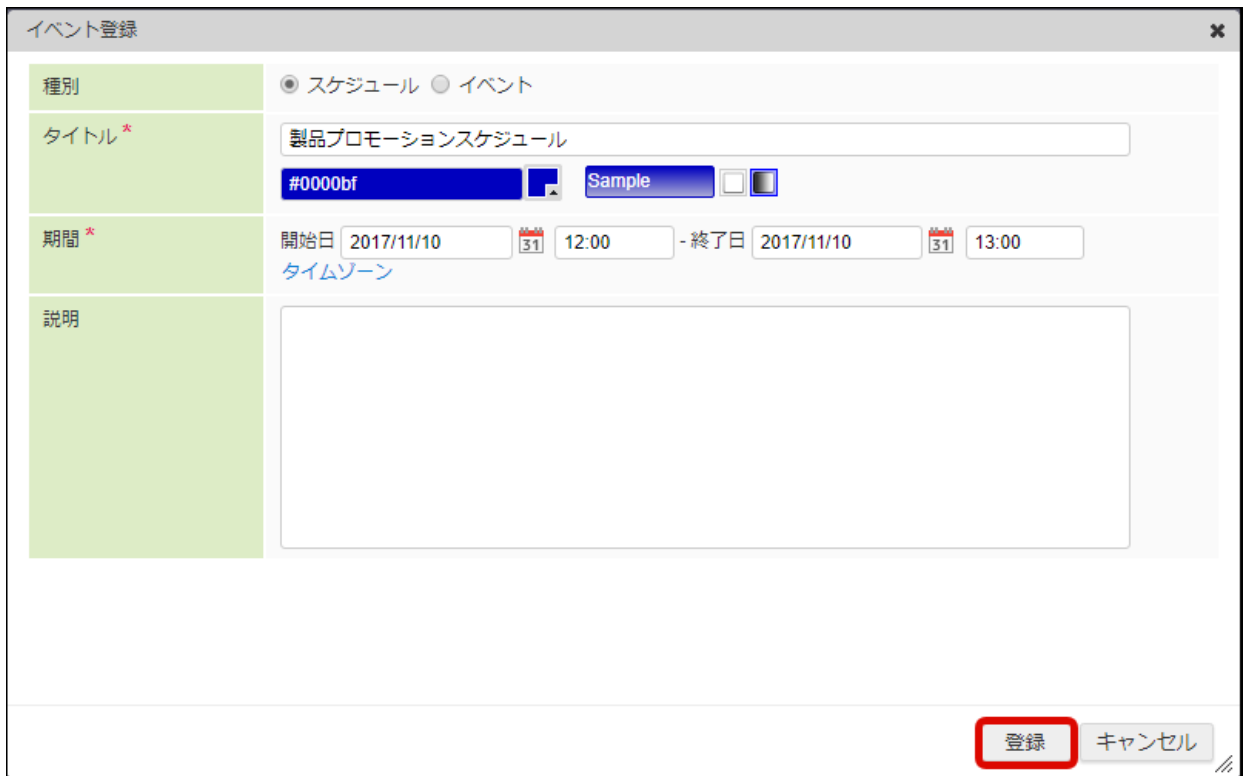 イベント登録
種別
スケジュール イベント
タイトル*
製品プロモーションスケジュール
#0000bf Sample
期間*
開始日 2017/11/10 31 12:00 - 終了日 2017/11/10 31 13:00
タイムゾーン
説明
登録 キャンセル